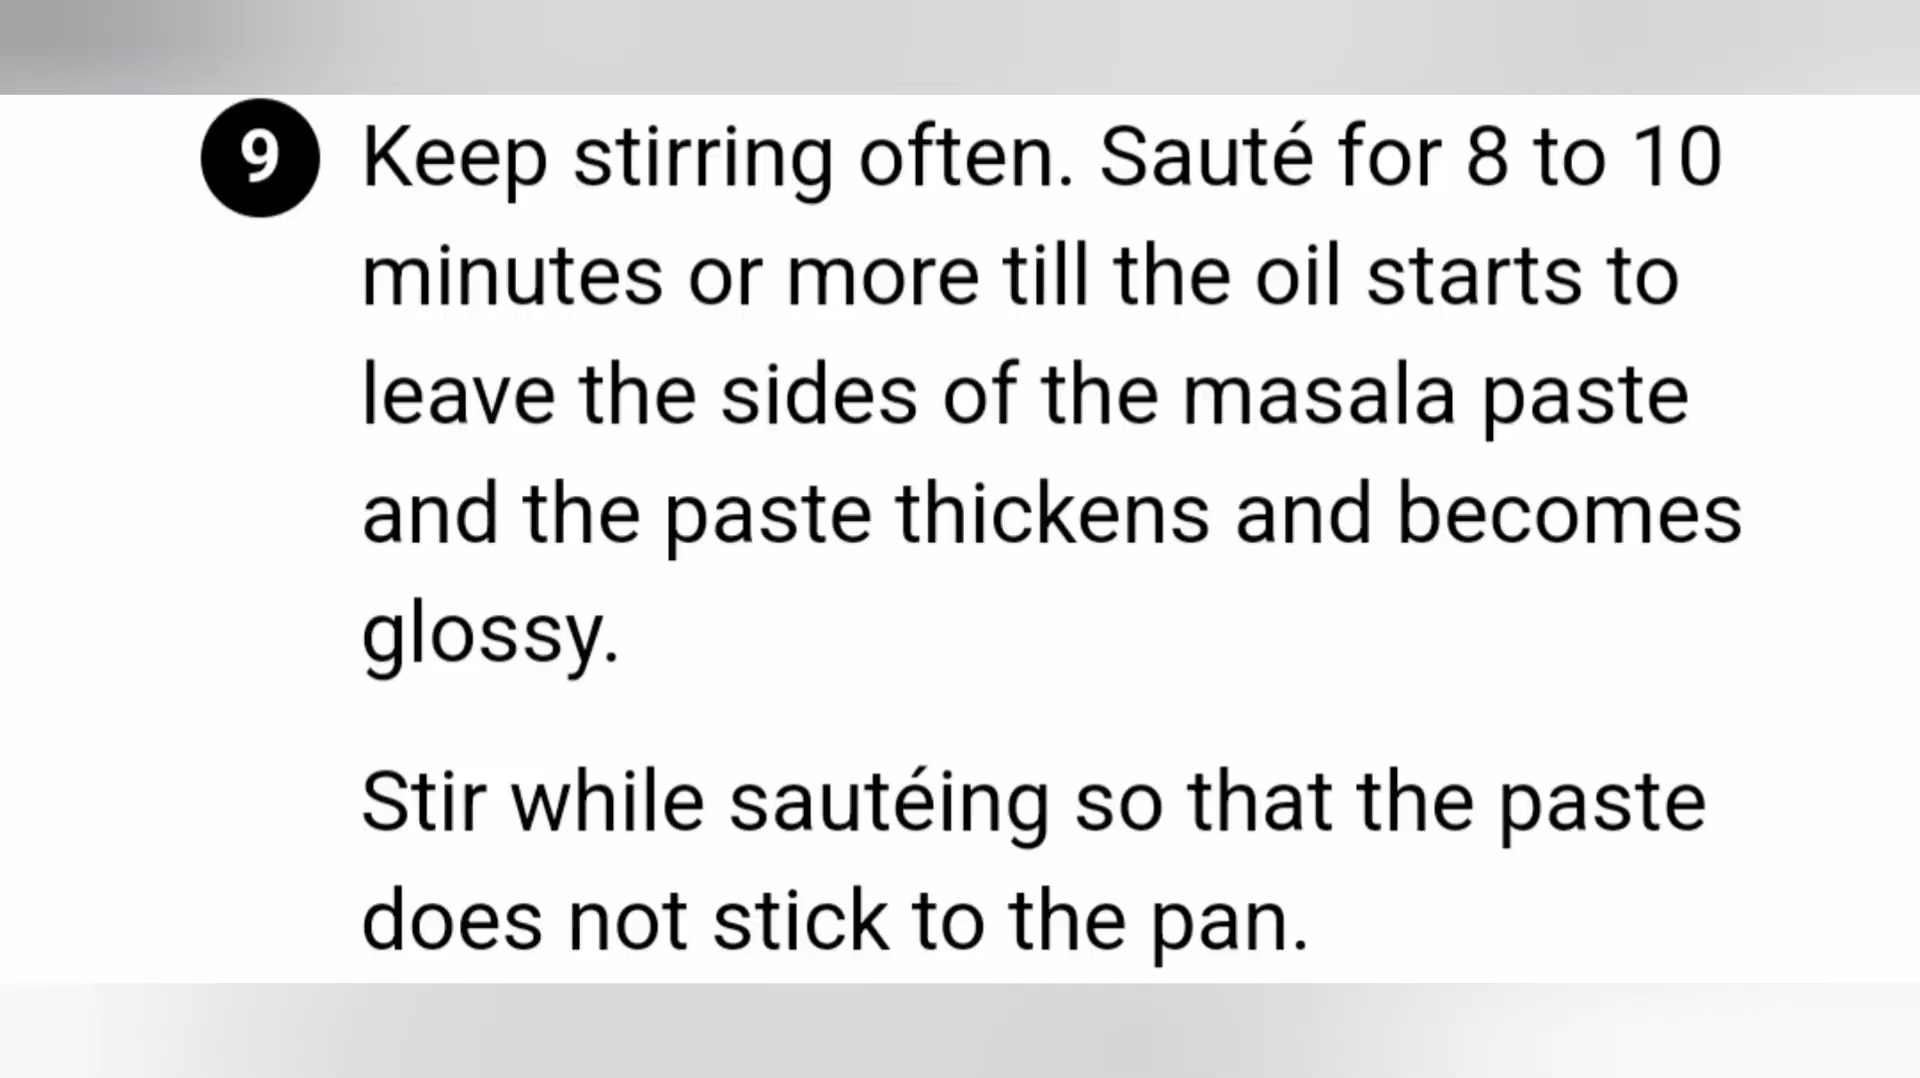 9 Keep stirring often. Sauté for 8 to 10
minutes or more till the oil starts to
leave the sides of the masala paste
and the paste thickens and becomes
glossy.
Stir while sautéing so that the paste
does not stick to the pan.